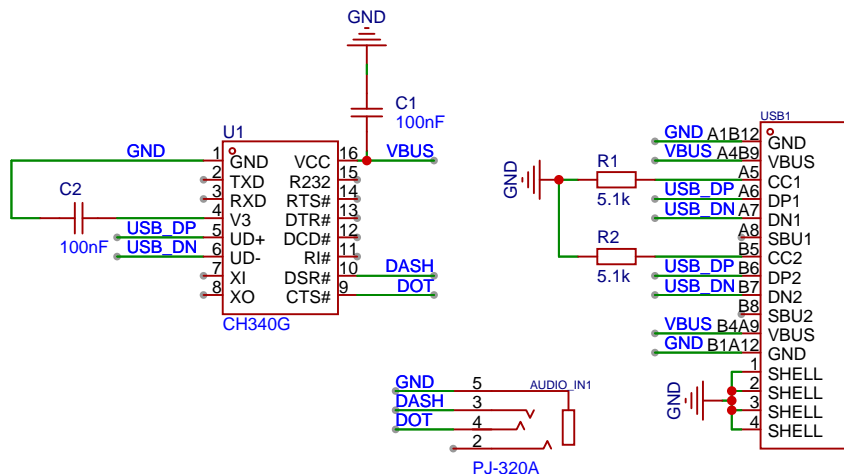 GND
C1
100nF
U1
GND
1 GND VCC 16 VBUS
2 TXD R232 15
3 RXD RTS# 14
C2
100nF
4 V3 DTR# 13
USB_DP 5 UD+ DCD# 12
USB_DN 6 UD- RI# 11
7 XI DSR# 10 DASH
8 XO CTS# 9 DOT
CH340G
USB1
GND A1B12 GND
VBUS A4B9 VBUS
GND
R1
5.1k
A5 CC1
USB_DP A6 DP1
USB_DN A7 DN1
A8 SBU1
R2
5.1k
B5 CC2
USB_DP B6 DP2
USB_DN B7 DN2
B8 SBU2
VBUS B4A9 VBUS
GND B1A12 GND
GND
1 SHELL
2 SHELL
3 SHELL
4 SHELL
GND 5 AUDIO_IN1
DASH 3
DOT 4
2
PJ-320A